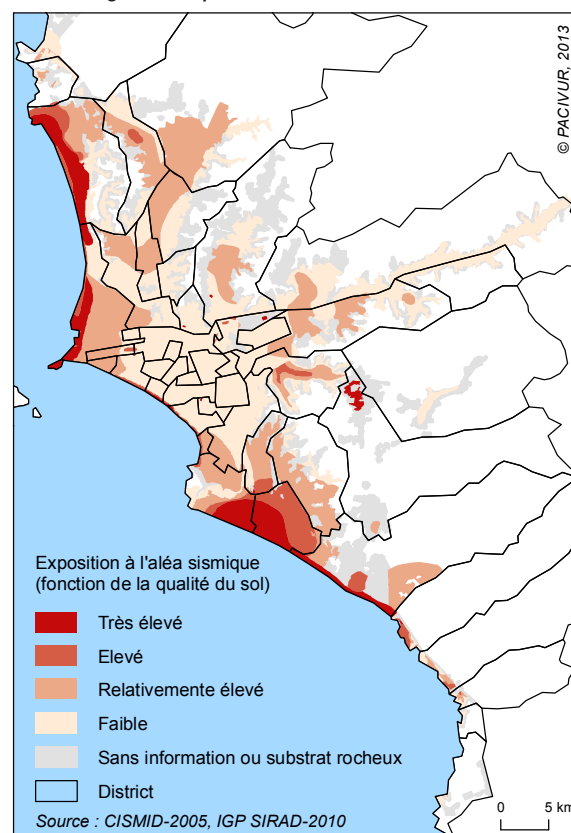 © PACIVUR, 2013
Exposition à l'aléa sismique
(fonction de la qualité du sol)
Très élevé
Elevé
Relativement élevé
Faible
Sans information ou substrat rocheux
District
Source : CISMID-2005, IGP SIRAD-2010
0 5 km